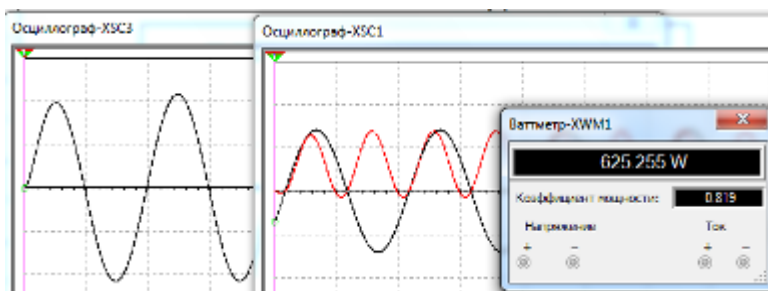 Осциллограф-XSC3
Осциллограф-XSC1
Ваттметр-XWM1
625.255 W
Коэффициент мощности: 0.819
Напряжение Ток
+ − + −